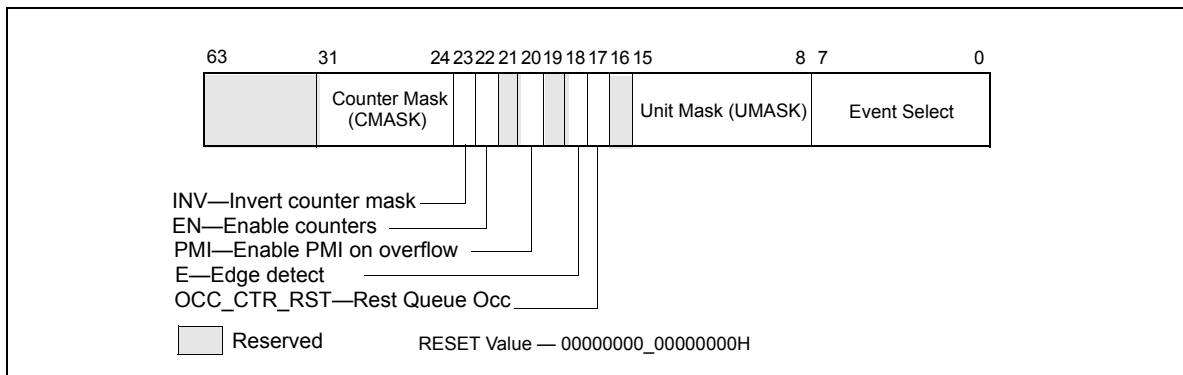 63 31 24 23 22 21 20 19 18 17 16 15 8 7 0
Counter Mask
(CMASK)
Unit Mask (UMASK)
Event Select
INV—Invert counter mask
EN—Enable counters
PMI—Enable PMI on overflow
E—Edge detect
OCC_CTR_RST—Rest Queue Occ
Reserved
RESET Value — 00000000_00000000H